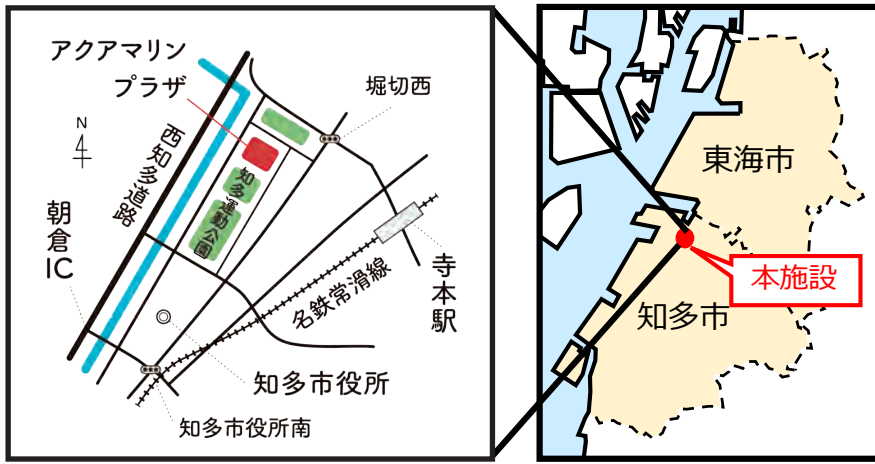 アクアマリン
プラザ
堀切西
N
西知多道路
朝倉IC
知多運動公園
名鉄常滑線
寺本駅
知多市役所
知多市役所南
東海市
本施設
知多市